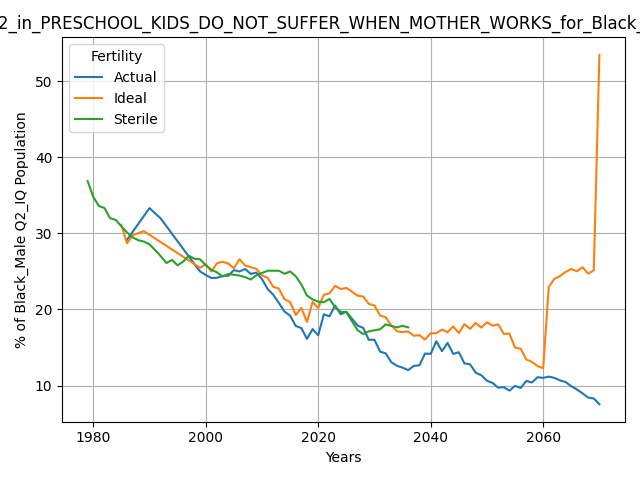 2_in_PRESCHOOL_KIDS_DO_NOT_SUFFER_WHEN_MOTHER_WORKS_for_Black_
Fertility
Actual
Ideal
Sterile
% of Black_Male Q2_IQ Population
50
40
30
20
10
1980
2000
2020
2040
2060
Years